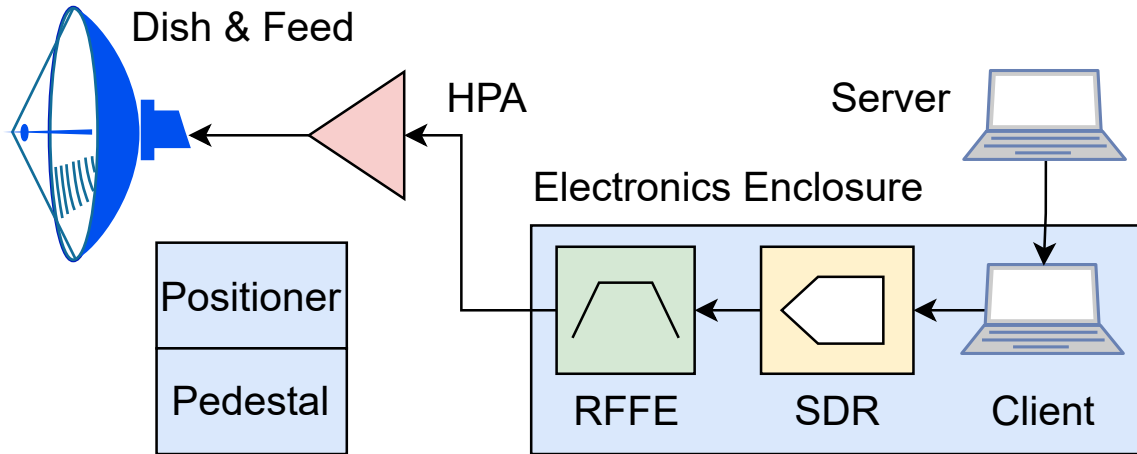 Dish & Feed
HPA
Server
Electronics Enclosure
Positioner
Pedestal
RFFE
SDR
Client